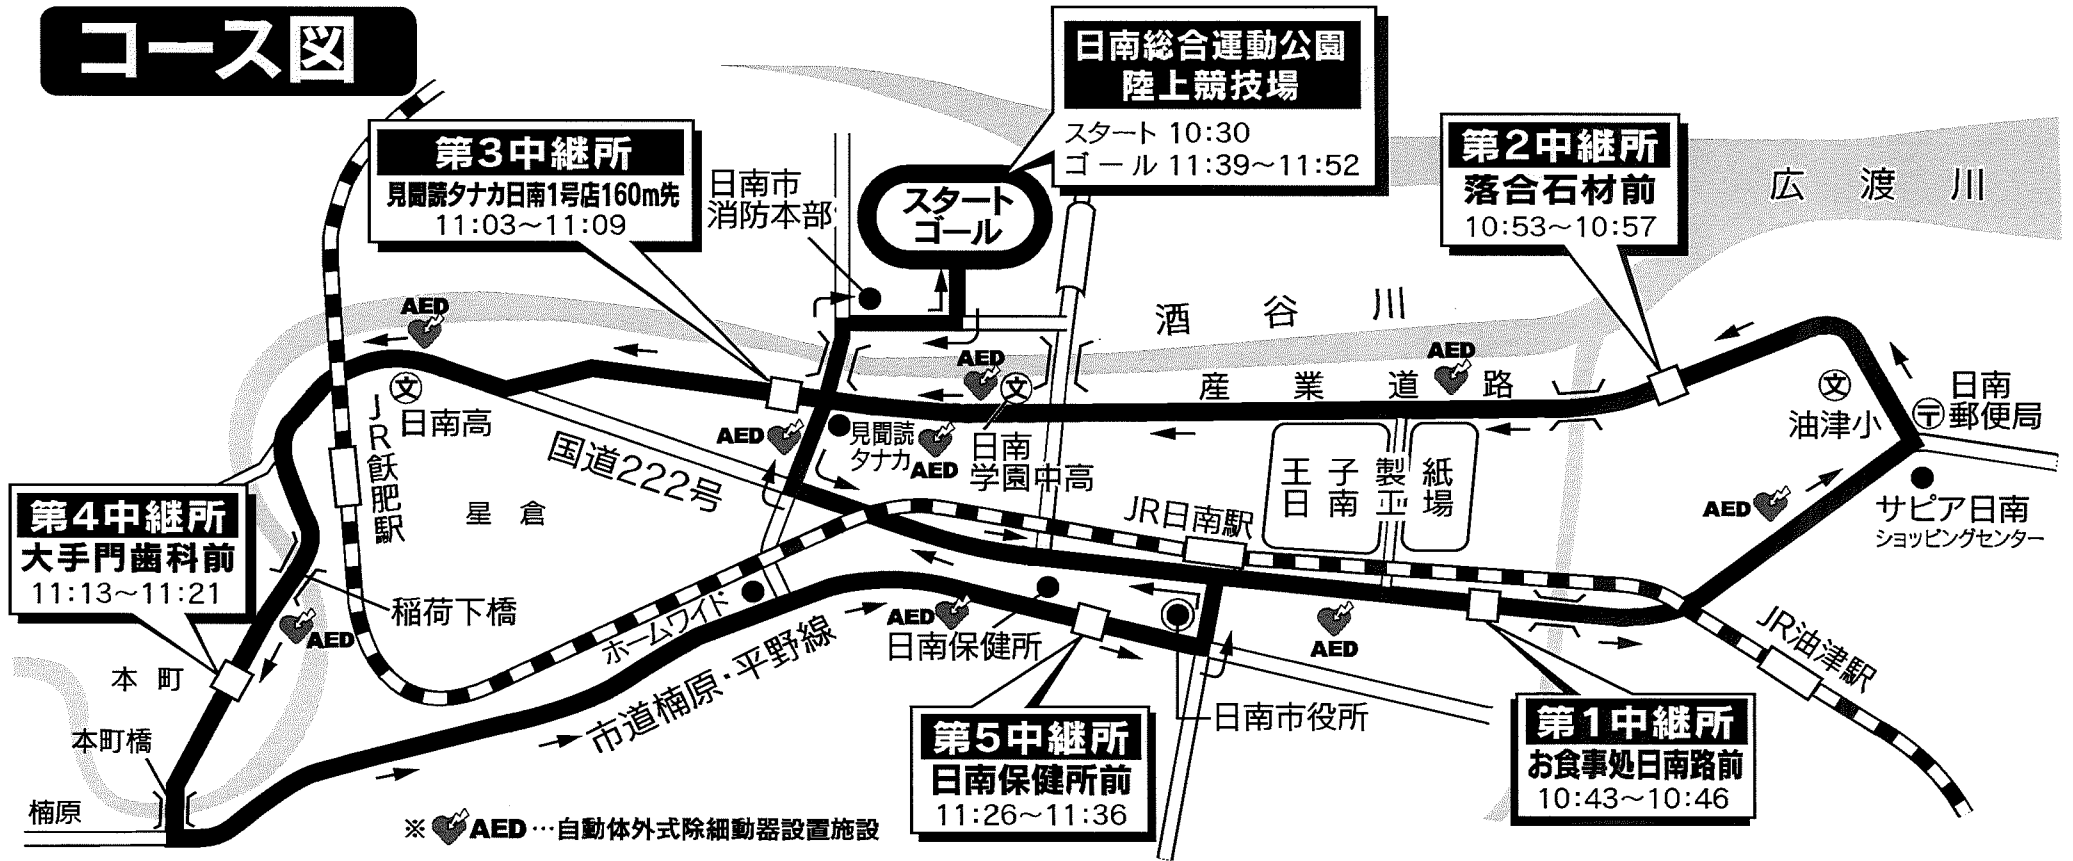 コース図
日南総合運動公園
陸上競技場
スタート 10:30
ゴール 11:39～11:52
第3中継所
見聞読タナカ日南1号店160m先
11:03～11:09
日南市
消防本部
スタート
ゴール
第2中継所
落合石材前
10:53～10:57
広渡川
酒谷川
AED
AED
AED
産業道路
日南高
文
JR飫肥駅
国道222号
星倉
AED
見聞読
タナカ
AED
文
日南
学園中高
JR日南駅
王子製紙
日南工場
文
油津小
〒
日南
郵便局
AED
サピア日南
ショッピングセンター
第4中継所
大手門歯科前
11:13～11:21
稲荷下橋
AED
本町
本町橋
楠原
ホームワイド
市道楠原・平野線
AED
日南保健所
AED
日南市役所
JR油津駅
第5中継所
日南保健所前
11:26～11:36
第1中継所
お食事処日南路前
10:43～10:46
※AED…自動体外式除細動器設置施設